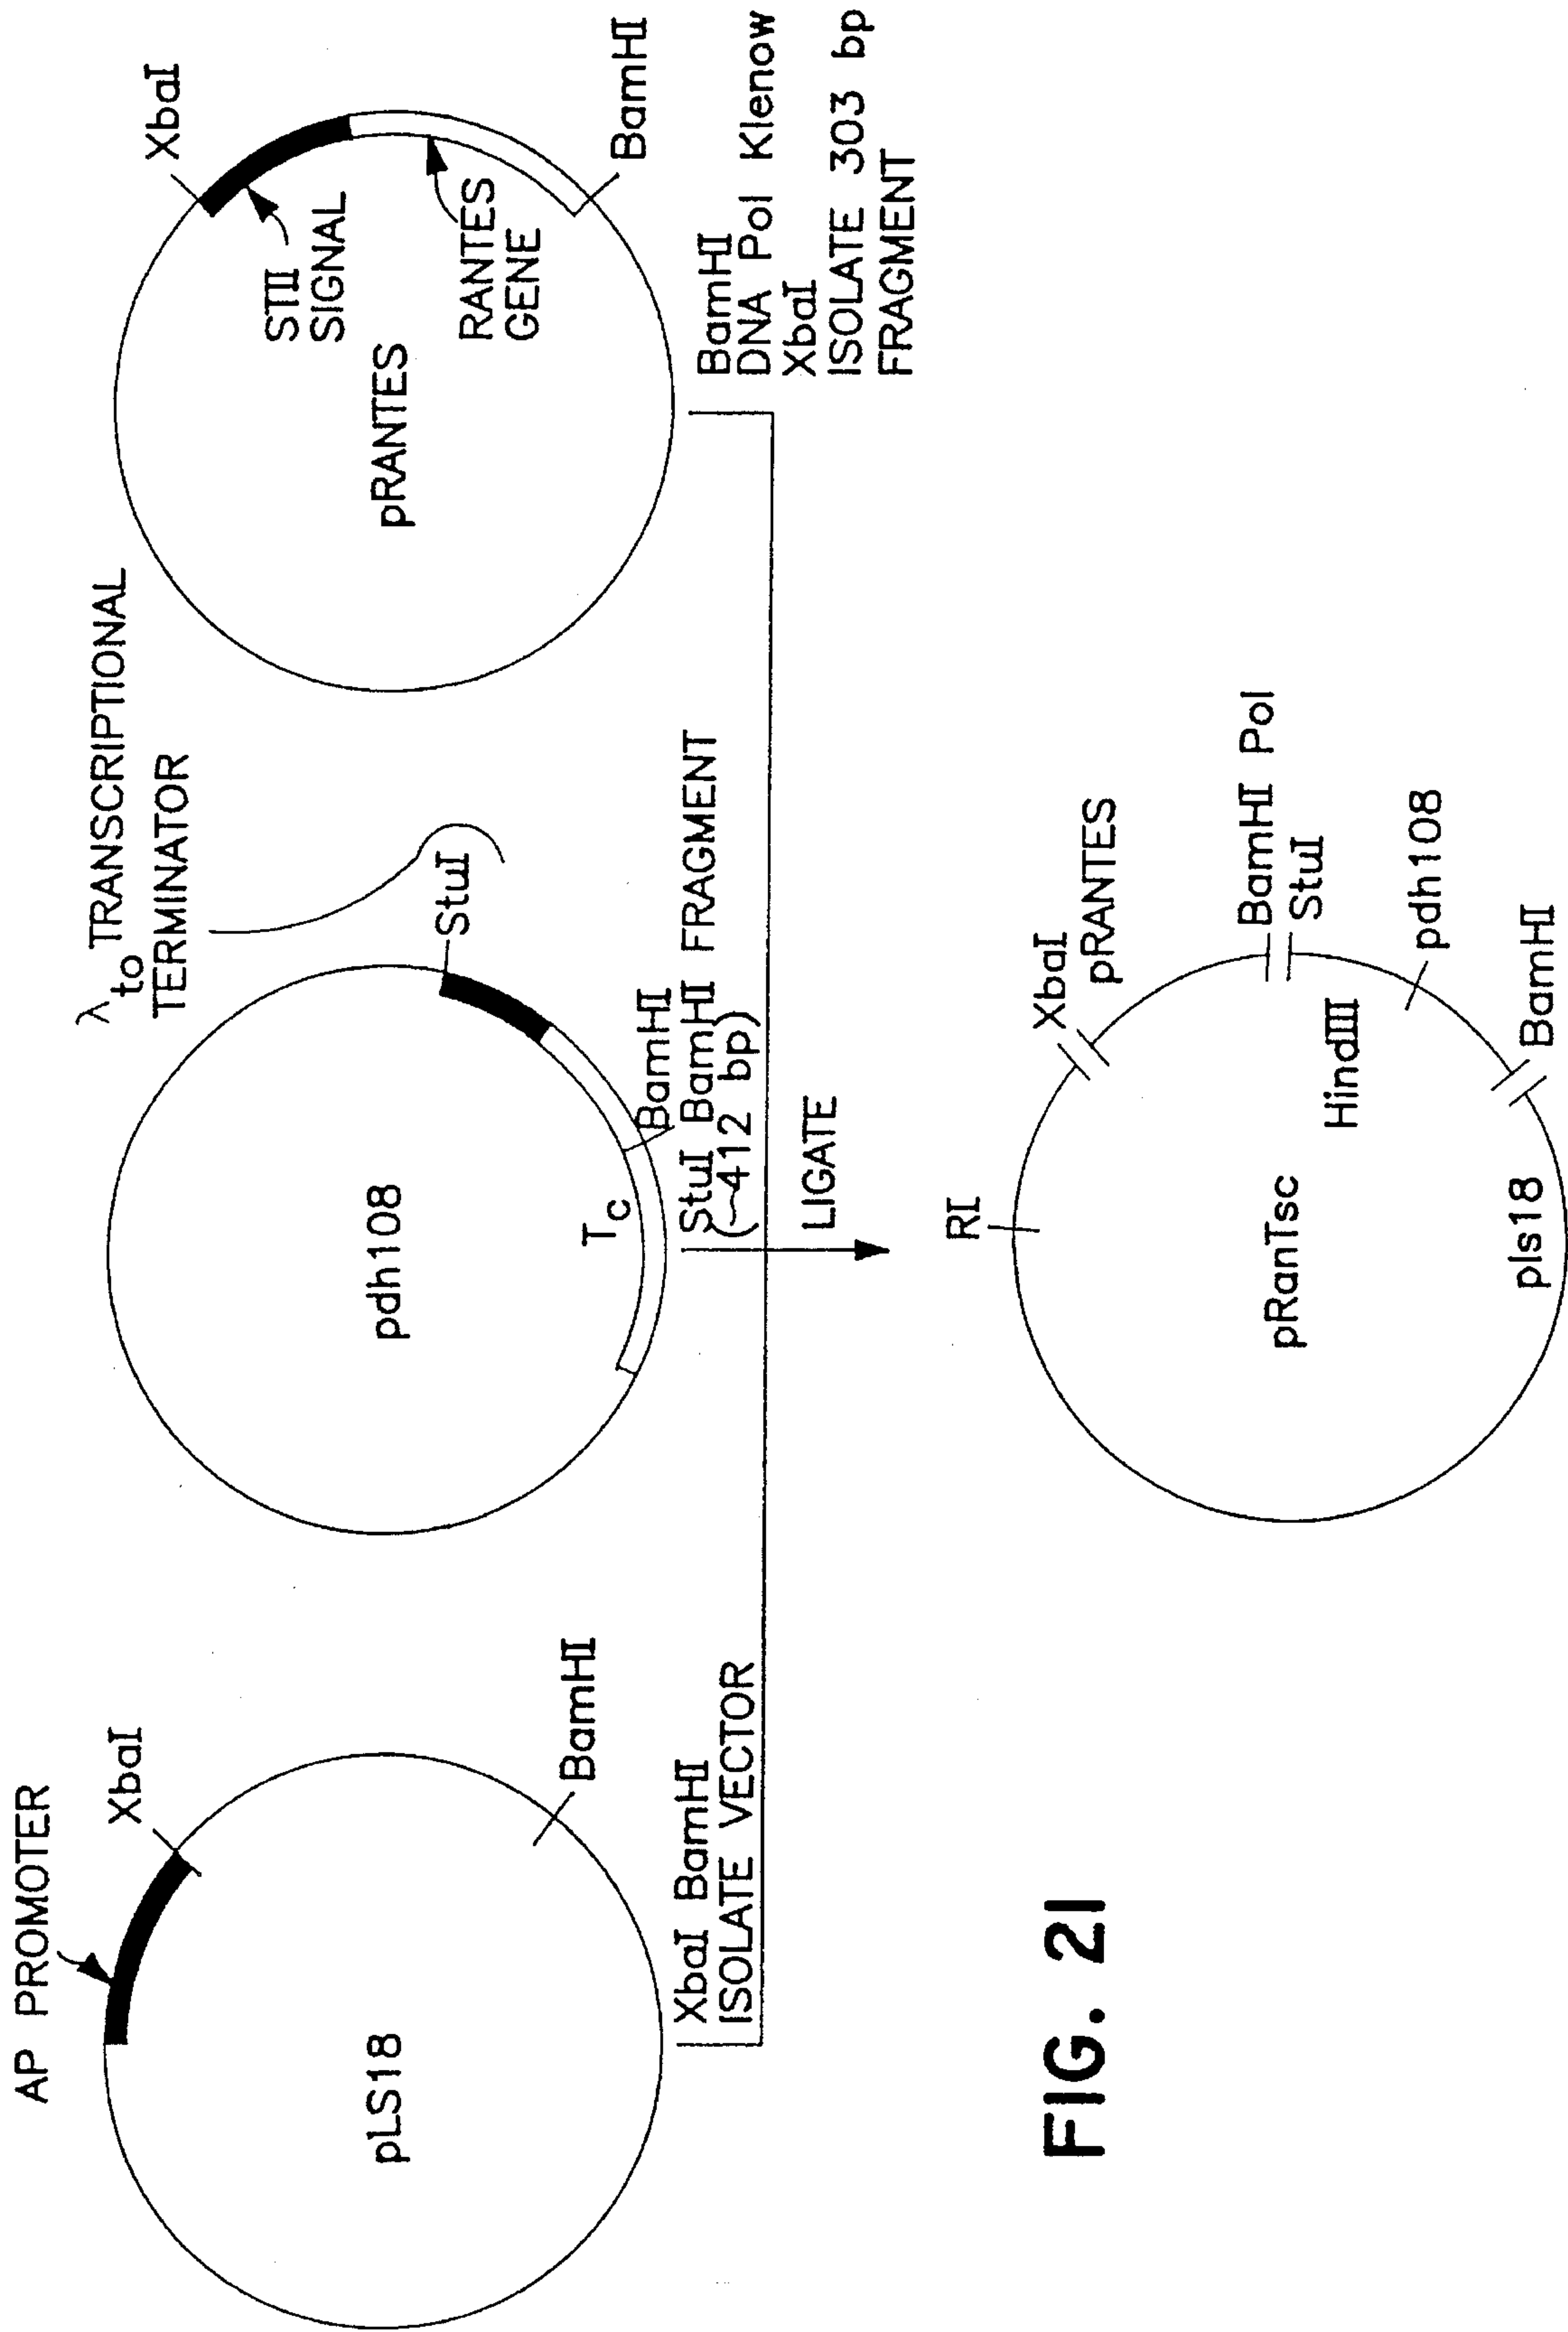 AP PROMOTER
XbaI
BamHI
pLS18
XbaI BamHI
ISOLATE VECTOR
λ TRANSCRIPTIONAL
to
TERMINATOR
StuI
BamHI
Tc
pdh108
StuI BamHI FRAGMENT
(~412 bp)
XbaI
STII
SIGNAL
RANTES
GENE
pRANTES
BamHI
BamHI
DNA Pol Klenow
XbaI
ISOLATE 303 bp
FRAGMENT
LIGATE
RI
XbaI
pRANTES
BamHI Pol
StuI
pRanTsc
HindIII
pdh108
BamHI
pls18
FIG. 21